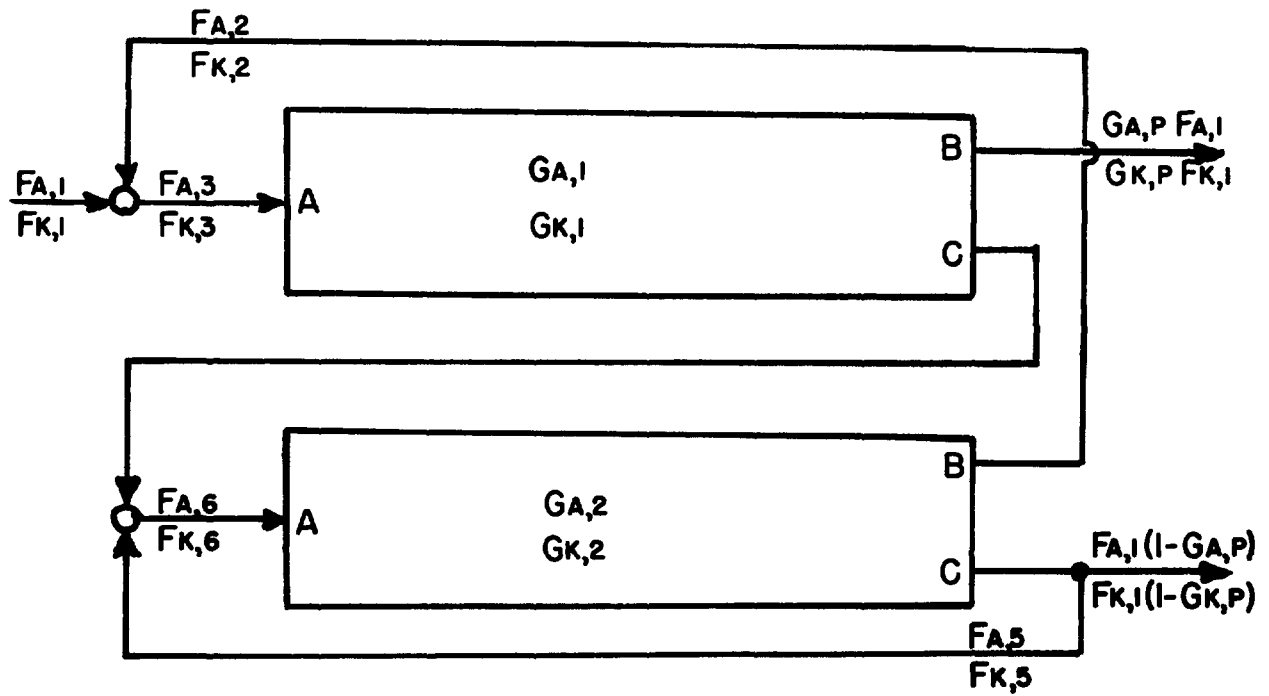 FA,2
FK,2
FA,1
FK,1
FA,3
FK,3
A
GA,1
GK,1
B
C
GA,P FA,1
GK,P FK,1
FA,6
FK,6
A
GA,2
GK,2
B
C
FA,1(1-GA,P)
FK,1(1-GK,P)
FA,5
FK,5